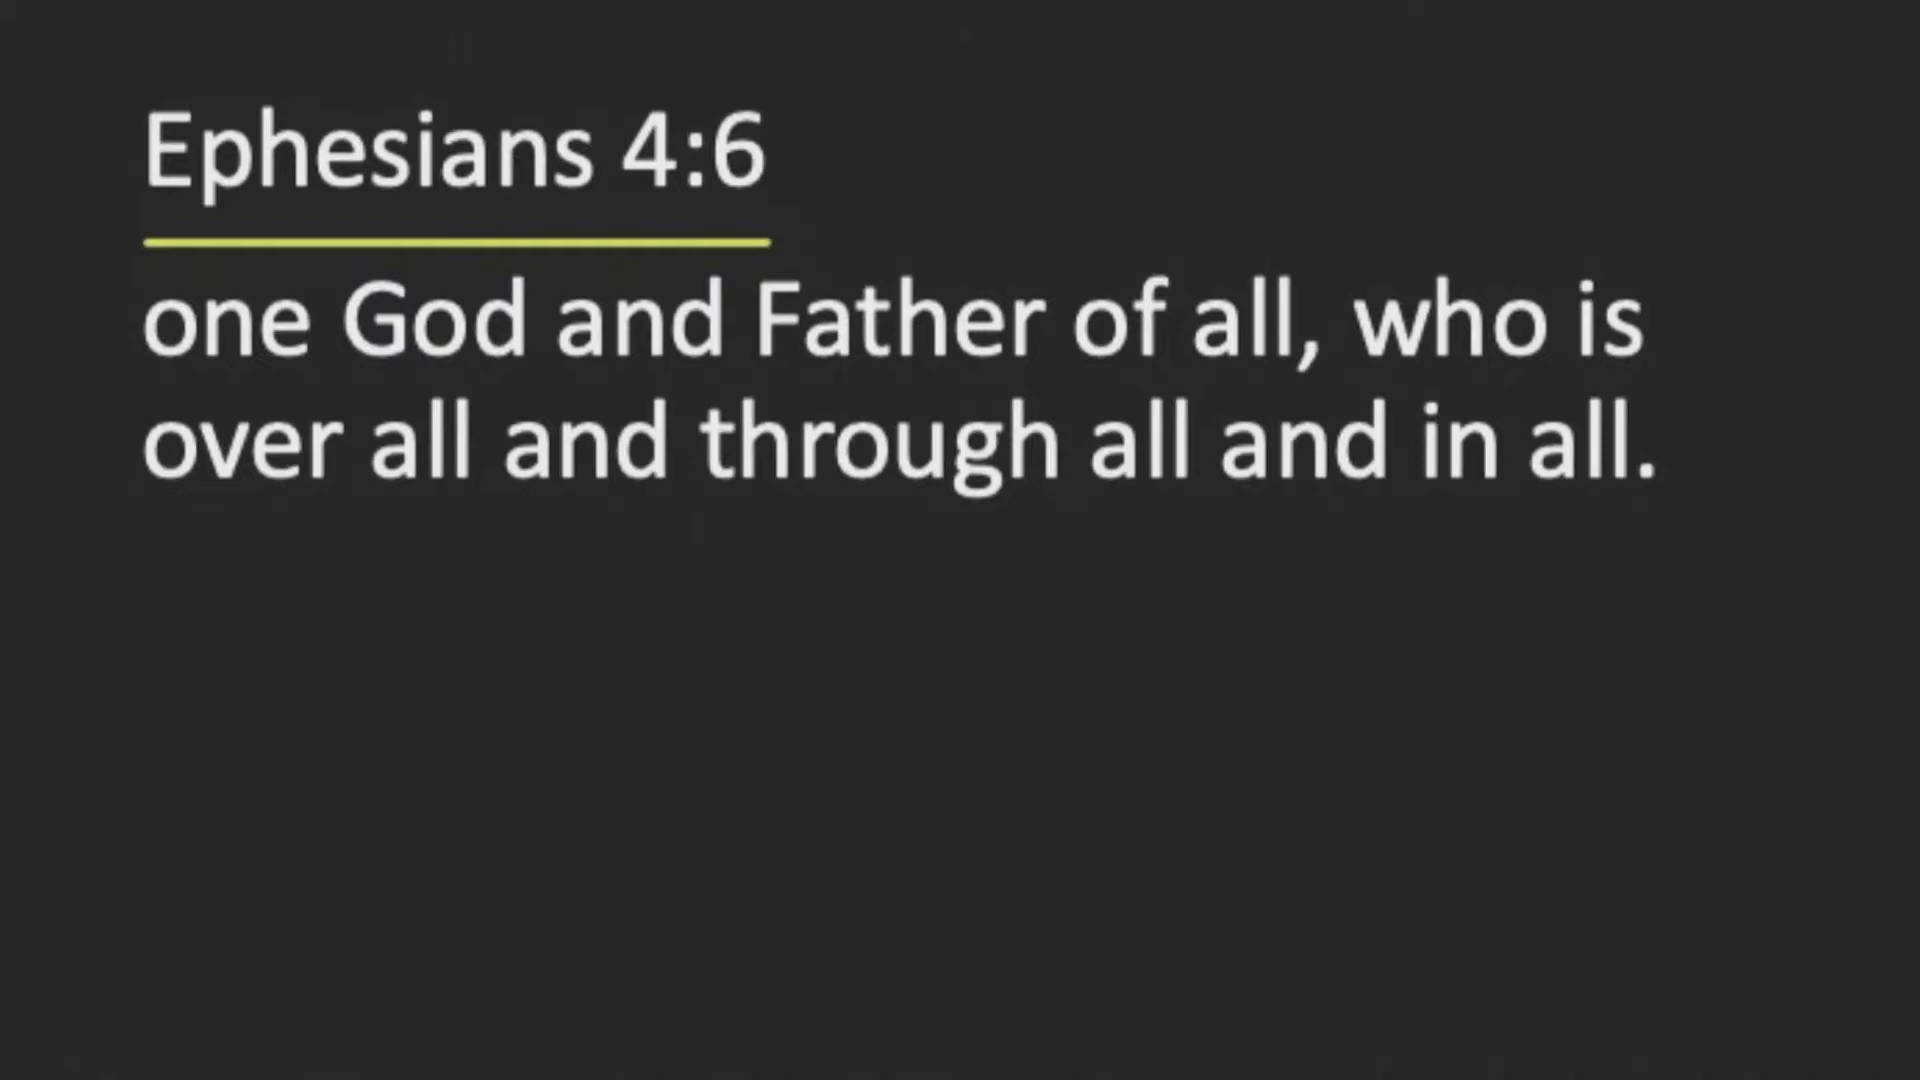 Ephesians 4:6
one God and Father of all, who is
over all and through all and in all.